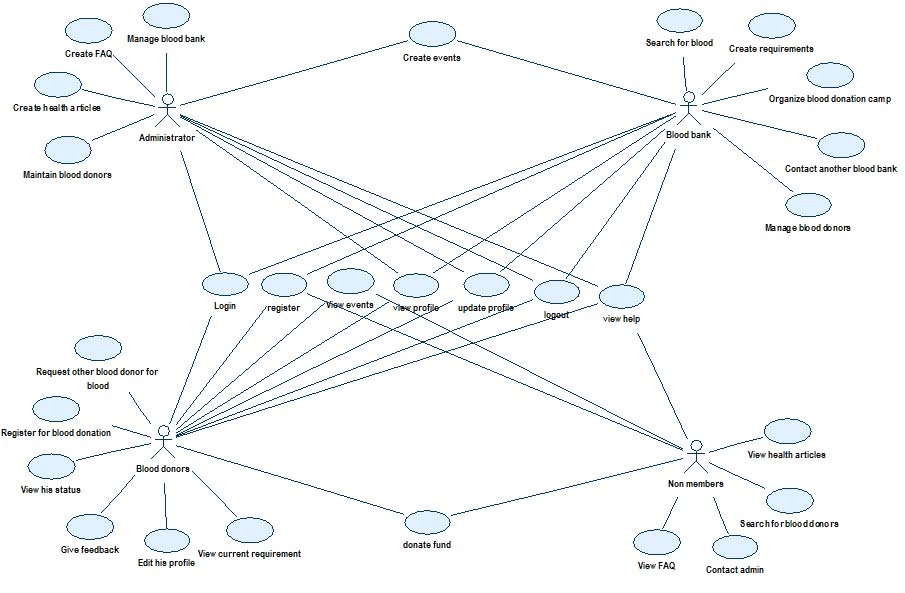 Manage blood bank
Create FAQ
Create events
Search for blood
Create requirements
Create health articles
Organize blood donation camp
Administrator
Blood bank
Maintain blood donors
Contact another blood bank
Manage blood donors
Login
register
View events
view profile
update profile
logout
view help
Request other blood donor for
blood
Register for blood donation
View his status
Blood donors
Non members
View health articles
Give feedback
Edit his profile
View current requirement
donate fund
Search for blood donors
View FAQ
Contact admin